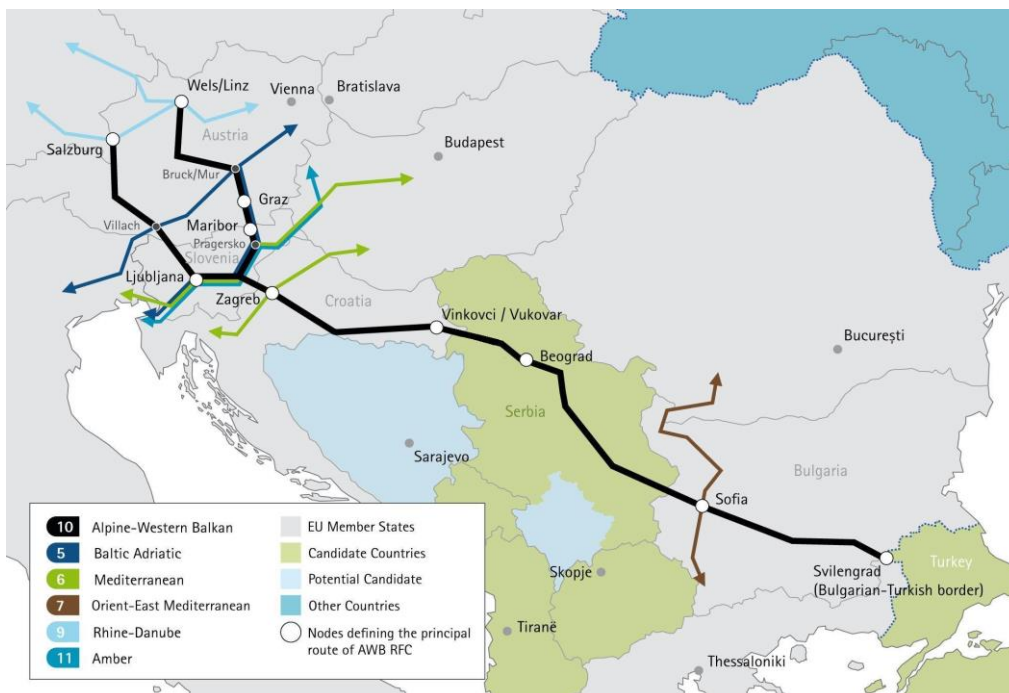 Wels/Linz
Vienna
Bratislava
Austria
Salzburg
Budapest
Bruck/Mur
Graz
Villach
Maribor
Pragersko
Slovenia
Ljubljana
Zagreb
Croatia
Vinkovci / Vukovar
Beograd
București
Serbia
Sarajevo
Bulgaria
Sofia
Skopje
Turkey
Svilengrad
(Bulgarian-Turkish border)
Tiranë
Thessaloniki
10 Alpine-Western Balkan
5 Baltic Adriatic
6 Mediterranean
7 Orient-East Mediterranean
9 Rhine-Danube
11 Amber
EU Member States
Candidate Countries
Potential Candidate
Other Countries
Nodes defining the principal
route of AWB RFC